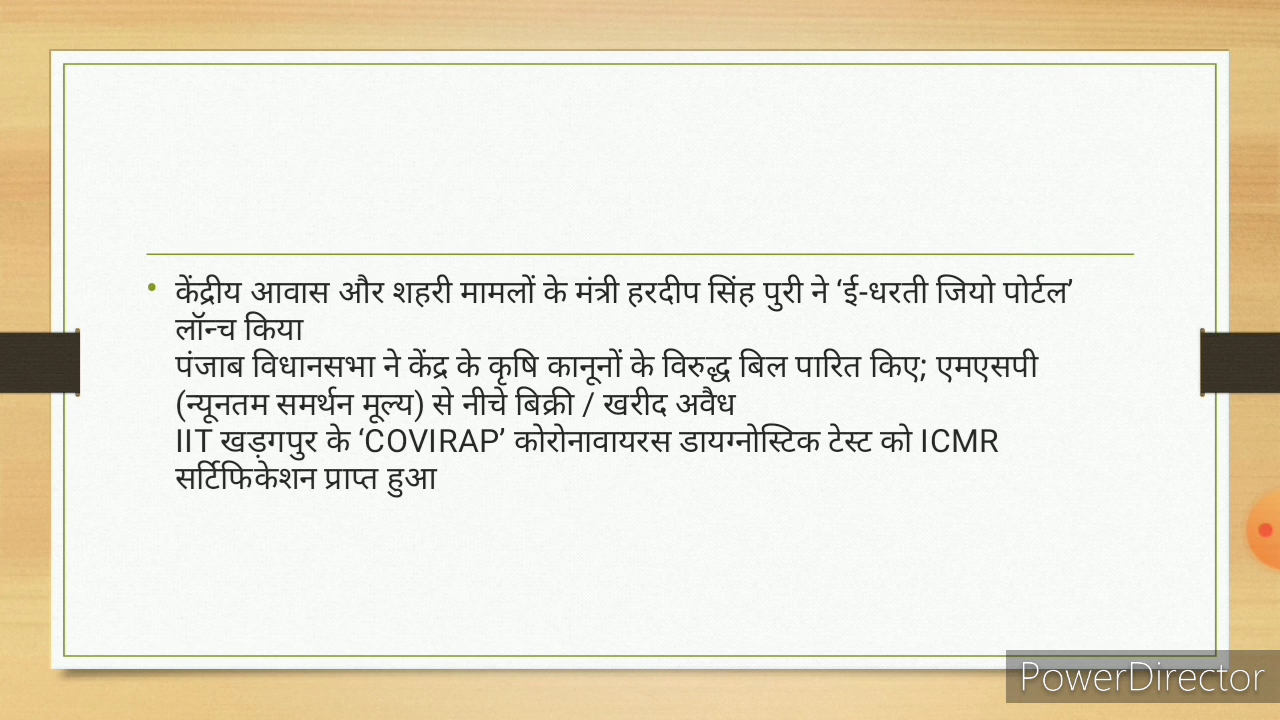 • केंद्रीय आवास और शहरी मामलों के मंत्री हरदीप सिंह पुरी ने ‘ई-धरती जियो पोर्टल’
लॉन्च किया
पंजाब विधानसभा ने केंद्र के कृषि कानूनों के विरुद्ध बिल पारित किए; एमएसपी
(न्यूनतम समर्थन मूल्य) से नीचे बिक्री / खरीद अवैध
IIT खड़गपुर के ‘COVIRAP’ कोरोनावायरस डायग्नोस्टिक टेस्ट को ICMR
सर्टिफिकेशन प्राप्त हुआ
PowerDirector